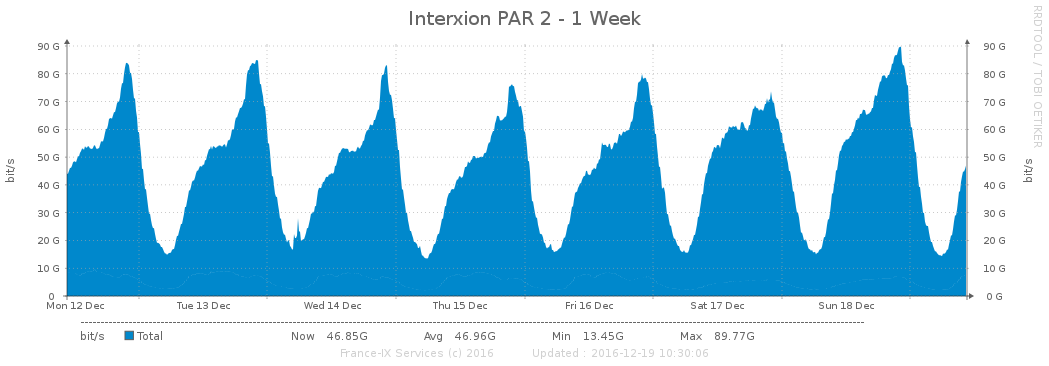 Interxion PAR 2 - 1 Week
RRDTOOL / TOBI OETIKER
bit/s
90 G 90 G
80 G 80 G
70 G 70 G
60 G 60 G
50 G 50 G
40 G 40 G
30 G 30 G
20 G 20 G
10 G 10 G
0 0 G
bit/s
Mon 12 Dec Tue 13 Dec Wed 14 Dec Thu 15 Dec Fri 16 Dec Sat 17 Dec Sun 18 Dec
bit/s Total Now 46.85G Avg 46.96G Min 13.45G Max 89.77G
France-IX Services (c) 2016 Updated : 2016-12-19 10:30:06